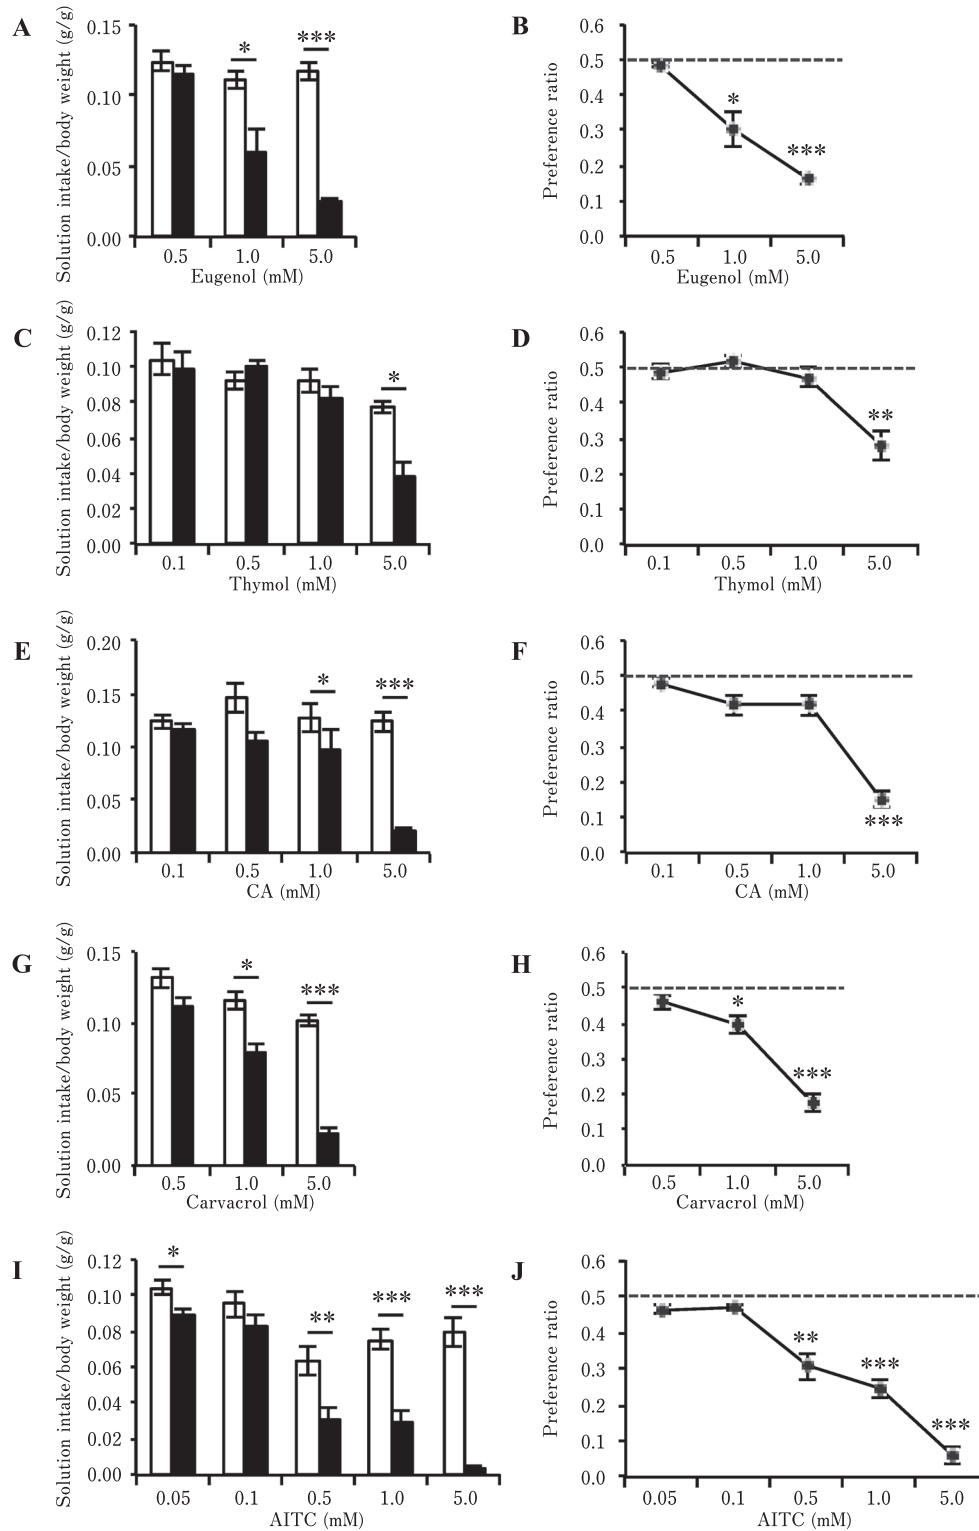 A
Solution intake/body weight (g/g)
0.15
0.10
0.05
0.00
*
***
0.5 1.0 5.0
Eugenol (mM)
B
Preference ratio
0.6
0.5
0.4
0.3
0.2
0.1
0.0
*
***
0.5 1.0 5.0
Eugenol (mM)
C
Solution intake/body weight (g/g)
0.12
0.10
0.08
0.06
0.04
0.02
0.00
*
0.1 0.5 1.0 5.0
Thymol (mM)
D
Preference ratio
0.6
0.5
0.4
0.3
0.2
0.1
0.0
**
0.1 0.5 1.0 5.0
Thymol (mM)
E
Solution intake/body weight (g/g)
0.20
0.15
0.10
0.05
0.00
*
***
0.1 0.5 1.0 5.0
CA (mM)
F
Preference ratio
0.6
0.5
0.4
0.3
0.2
0.1
0.0
***
0.1 0.5 1.0 5.0
CA (mM)
G
Solution intake/body weight (g/g)
0.15
0.10
0.05
0.00
*
***
0.5 1.0 5.0
Carvacrol (mM)
H
Preference ratio
0.6
0.5
0.4
0.3
0.2
0.1
0.0
*
***
0.5 1.0 5.0
Carvacrol (mM)
I
Solution intake/body weight (g/g)
0.12
0.10
0.08
0.06
0.04
0.02
0.00
*
**
***
***
0.05 0.1 0.5 1.0 5.0
AITC (mM)
J
Preference ratio
0.6
0.5
0.4
0.3
0.2
0.1
0.0
**
***
***
0.05 0.1 0.5 1.0 5.0
AITC (mM)